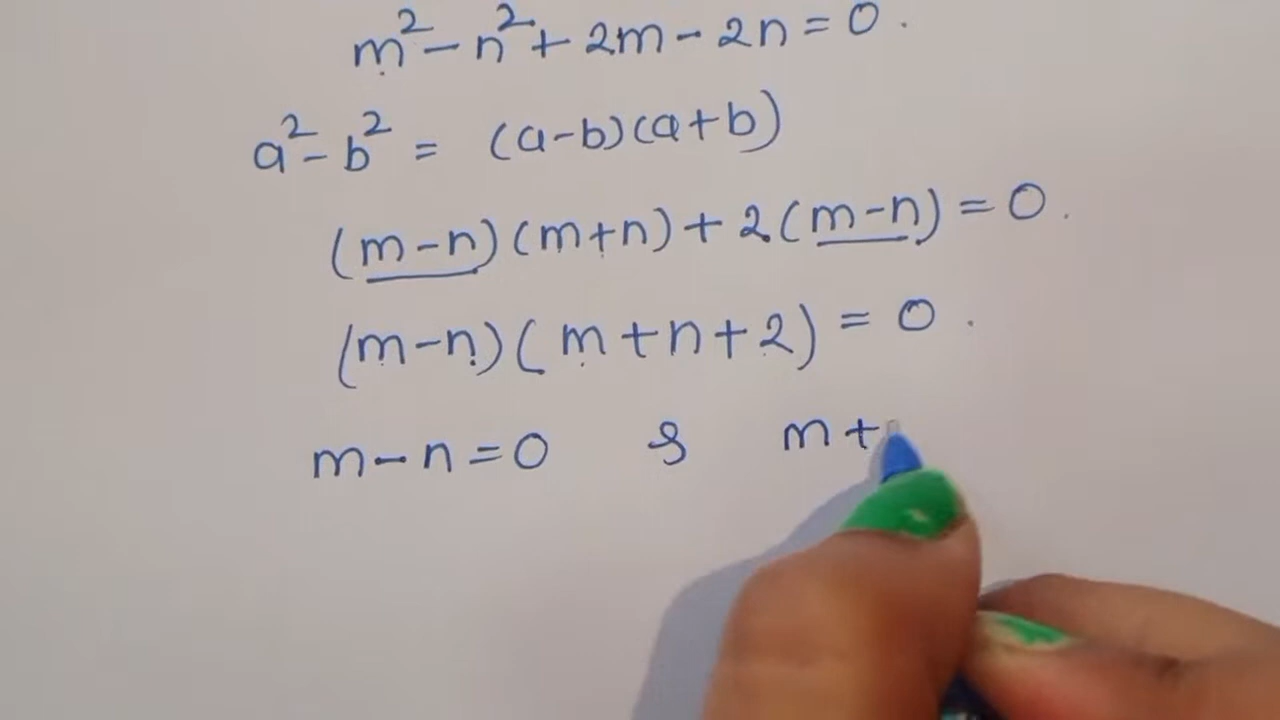 m² - n² + 2m - 2n = 0.
a² - b² = (a-b)(a+b)
(m-n)(m+n) + 2(m-n) = 0.
(m-n)(m+n+2) = 0.
m-n=0 & m+